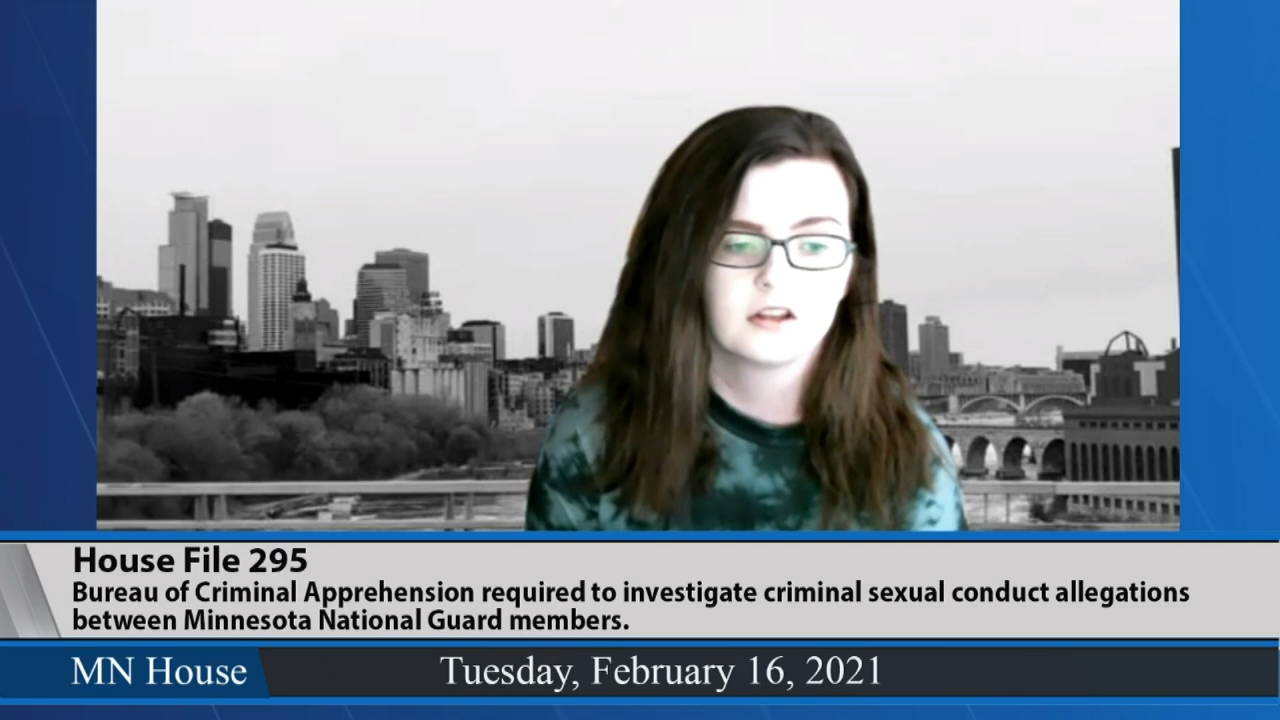 House File 295
Bureau of Criminal Apprehension required to investigate criminal sexual conduct allegations
between Minnesota National Guard members.
MN House
Tuesday, February 16, 2021